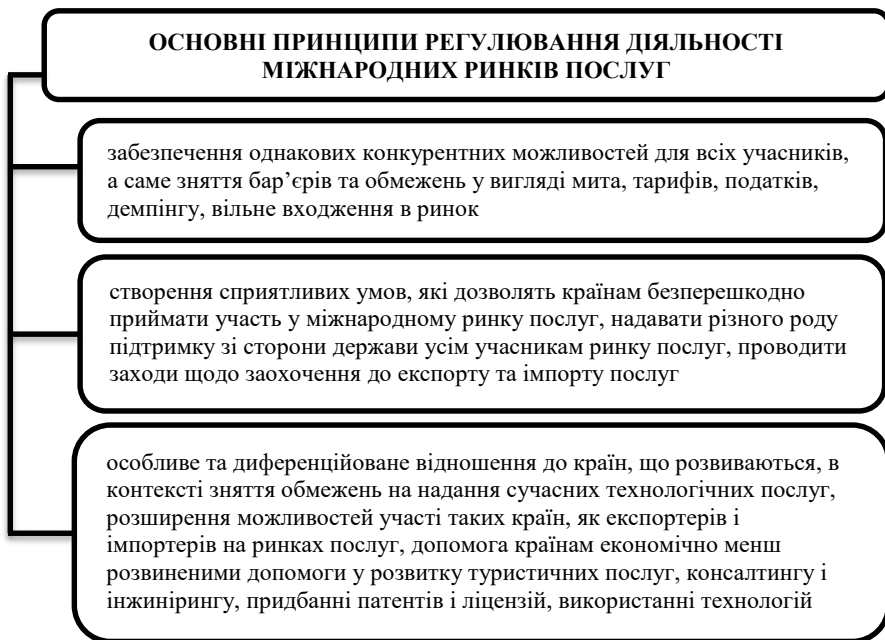 ОСНОВНІ ПРИНЦИПИ РЕГУЛЮВАННЯ ДІЯЛЬНОСТІ
МІЖНАРОДНИХ РИНКІВ ПОСЛУГ
забезпечення однакових конкурентних можливостей для всіх учасників,
а саме зняття бар’єрів та обмежень у вигляді мита, тарифів, податків,
демпінгу, вільне входження в ринок
створення сприятливих умов, які дозволять країнам безперешкодно
приймати участь у міжнародному ринку послуг, надавати різного роду
підтримку зі сторони держави усім учасникам ринку послуг, проводити
заходи щодо заохочення до експорту та імпорту послуг
особливе та диференційоване відношення до країн, що розвиваються, в
контексті зняття обмежень на надання сучасних технологічних послуг,
розширення можливостей участі таких країн, як експортерів і
імпортерів на ринках послуг, допомога країнам економічно менш
розвиненими допомоги у розвитку туристичних послуг, консалтингу і
інжинірингу, придбанні патентів і ліцензій, використанні технологій